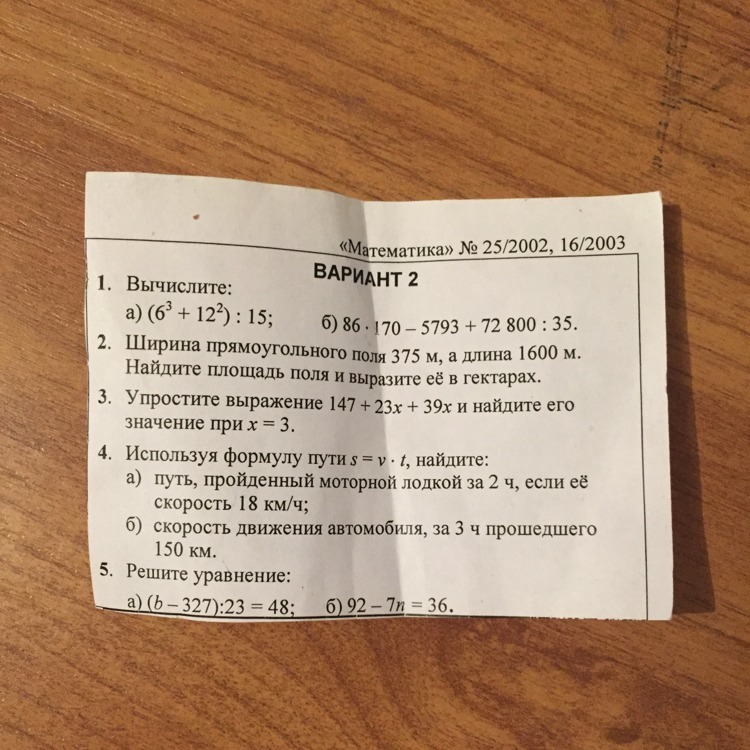 «Математика» № 25/2002, 16/2003
ВАРИАНТ 2
1. Вычислите:
а) (6³ + 12²) : 15; б) 86 · 170 – 5793 + 72 800 : 35.
2. Ширина прямоугольного поля 375 м, а длина 1600 м.
Найдите площадь поля и выразите её в гектарах.
3. Упростите выражение 147 + 23x + 39x и найдите его
значение при x = 3.
4. Используя формулу пути s = v · t, найдите:
а) путь, пройденный моторной лодкой за 2 ч, если её
скорость 18 км/ч;
б) скорость движения автомобиля, за 3 ч прошедшего
150 км.
5. Решите уравнение:
а) (b – 327):23 = 48; б) 92 – 7n = 36.